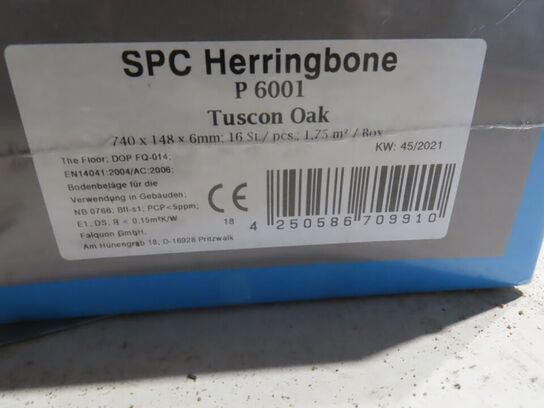 SPC Herringbone
P 6001
Tuscon Oak
740 x 148 x 6mm; 16 St./ pcs., 1,75 m² / Box
KW: 45/2021
The Floor; DOP FQ-014;
EN14041:2004/AC:2006;
Bodenbeläge für die
Verwendung in Gebäuden;
NB 0766; Bfl-s1; PCP<5ppm;
E1; DS; R < 0,15m²K/W
Falquon GmbH,
Am Hünengrab 18, D-16928 Pritzwalk
CE
18
4 250586 709910